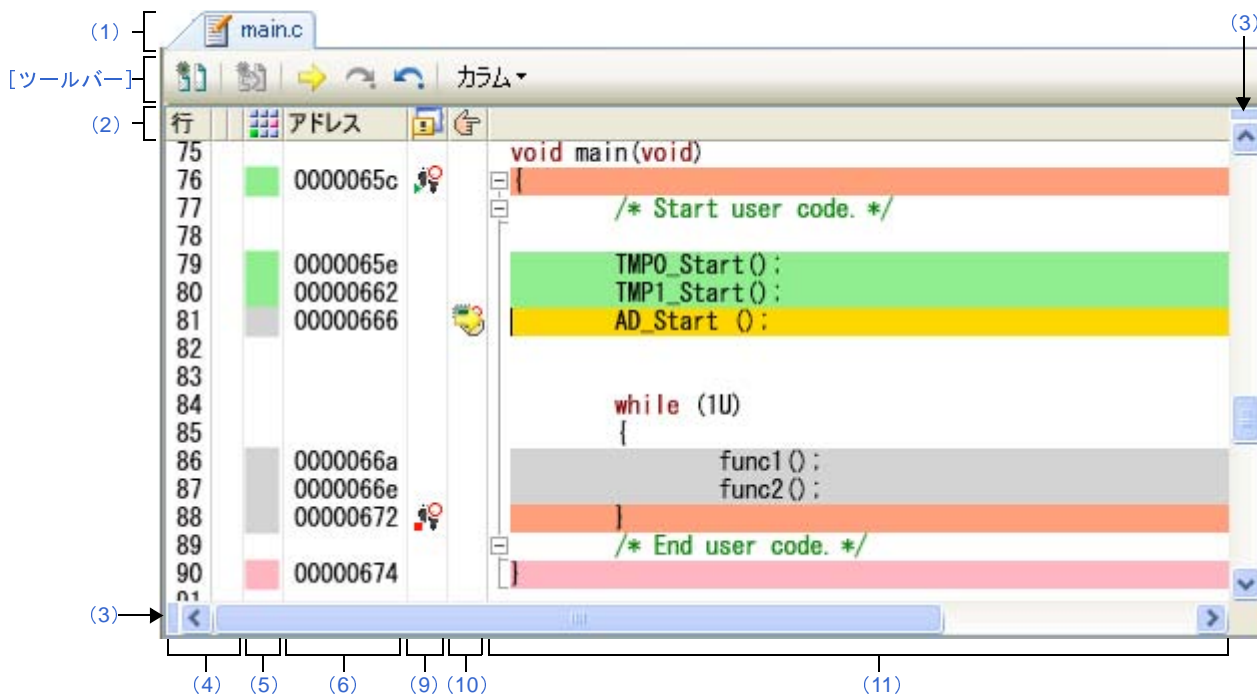 (1) main.c (3)
[ツールバー] カラム
(2) 行 アドレス
75 void main(void)
76 0000065c {
77 /* Start user code. */
78
79 0000065e TMP0_Start();
80 00000662 TMP1_Start();
81 00000666 AD_Start ();
82
83
84 while (1U)
85 {
86 0000066a func1();
87 0000066e func2();
88 00000672 }
89 /* End user code. */
90 00000674 }
91
(3)
(4) (5) (6) (9) (10) (11)